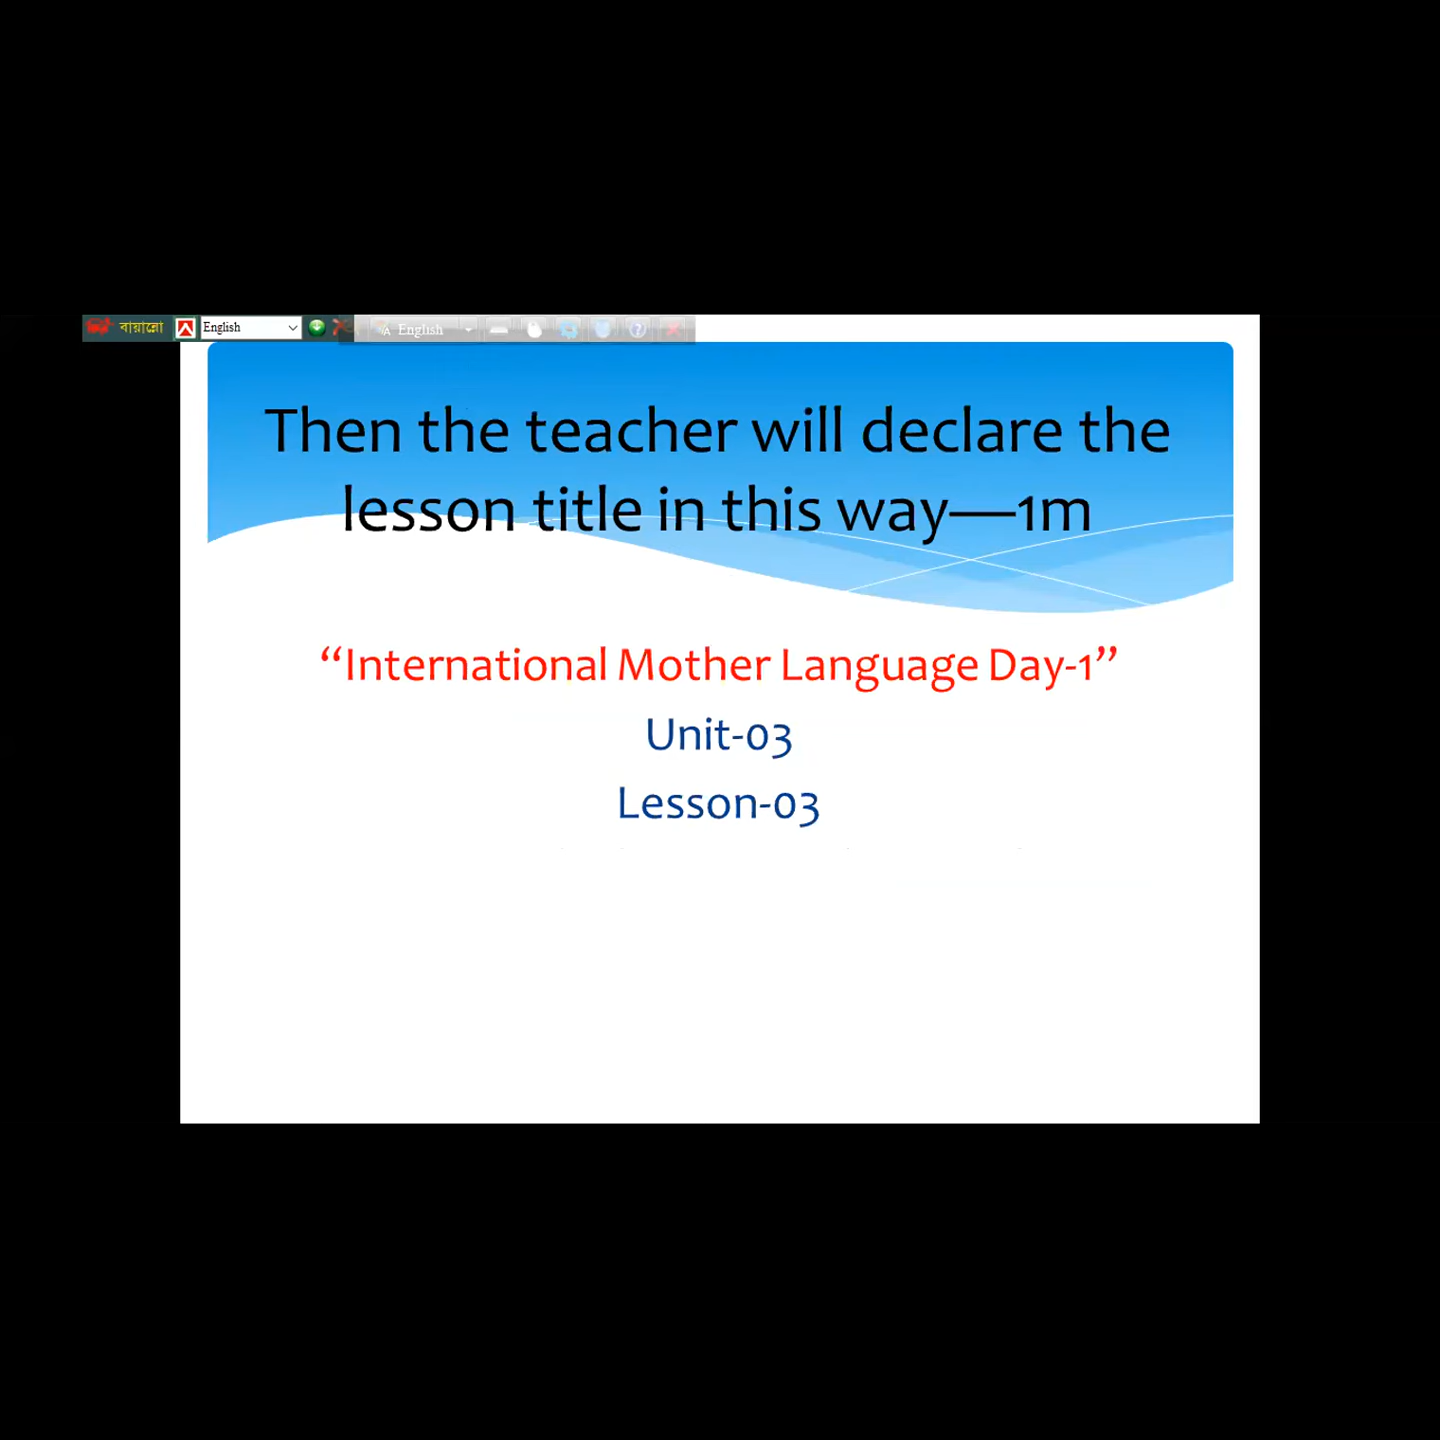 বায়ান্নো English English
Then the teacher will declare the
lesson title in this way—1m
“International Mother Language Day-1”
Unit-03
Lesson-03